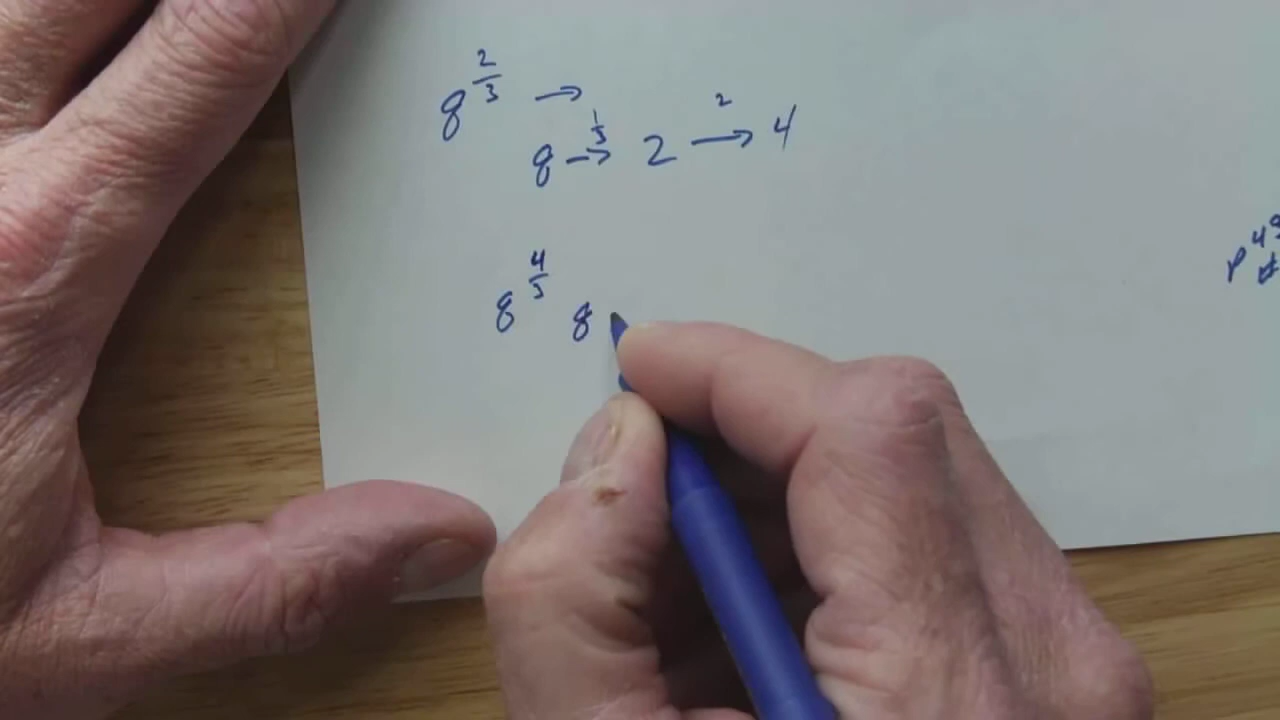 8^{2/3} →
8 →^{1/3} 2 →^{2} 4
8^{4/3} 8